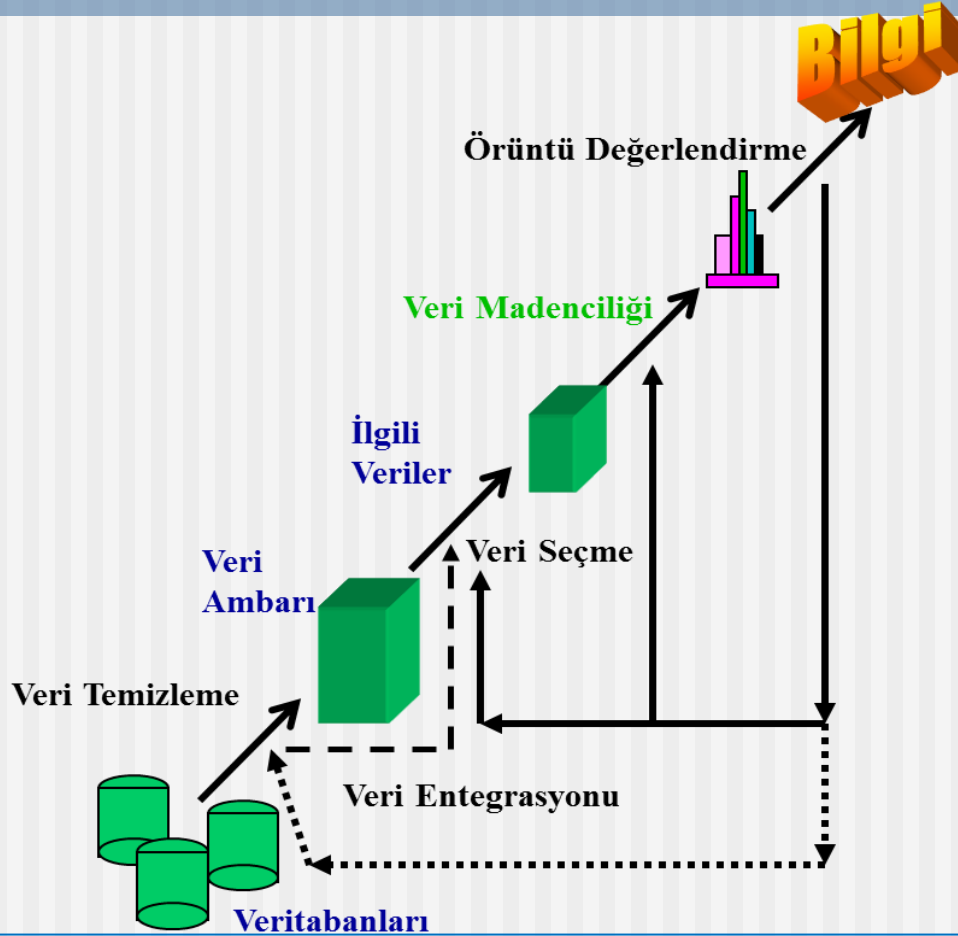 Bilgi
Örüntü Değerlendirme
Veri Madenciliği
İlgili
Veriler
Veri Seçme
Veri
Ambarı
Veri Temizleme
Veri Entegrasyonu
Veritabanları